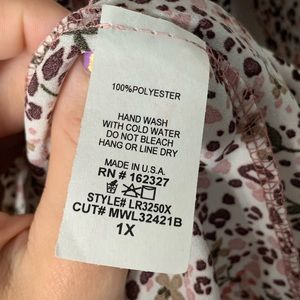 100%POLYESTER
HAND WASH
WITH COLD WATER
DO NOT BLEACH
HANG OR LINE DRY
MADE IN U.S.A.
RN # 162327
STYLE# LR3250X
CUT# MWL32421B
1X